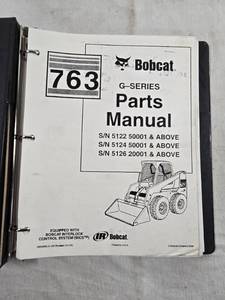 Bobcat
763
G–SERIES
Parts
Manual
S/N 5122 50001 & ABOVE
S/N 5124 50001 & ABOVE
S/N 5126 20001 & ABOVE
EQUIPPED WITH
BOBCAT INTERLOCK
CONTROL SYSTEM (BICS™)
IR Bobcat